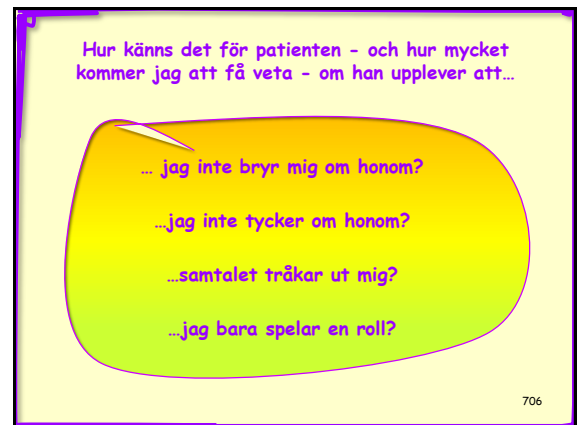 Hur känns det för patienten - och hur mycket
kommer jag att få veta - om han upplever att…
… jag inte bryr mig om honom?
…jag inte tycker om honom?
…samtalet tråkar ut mig?
…jag bara spelar en roll?
706